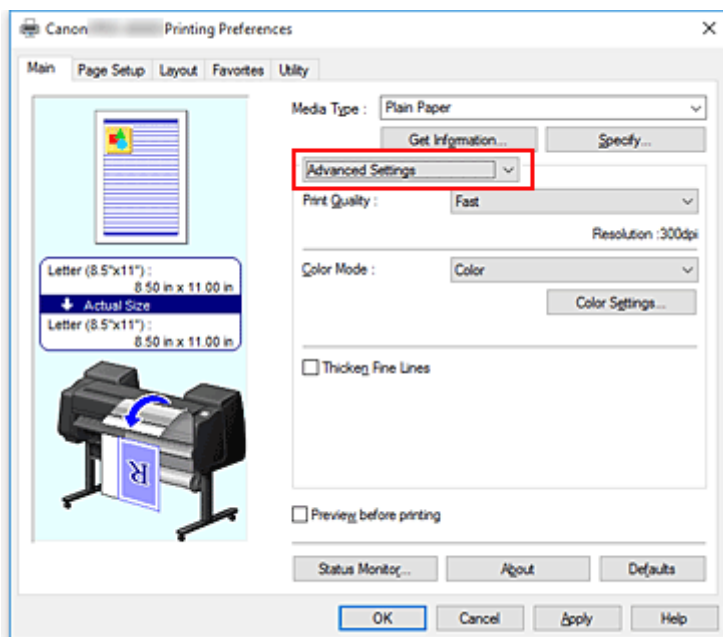 Canon Printing Preferences
Main Page Setup Layout Favorites Utility
Media Type : Plain Paper
Get Information... Specify...
Advanced Settings
Print Quality : Fast
Resolution :300dpi
Color Mode : Color
Color Settings...
Thicken Fine Lines
Letter (8.5"x11") :
8.50 in x 11.00 in
Actual Size
Letter (8.5"x11") :
8.50 in x 11.00 in
R
Preview before printing
Status Monitor... About Defaults
OK Cancel Apply Help